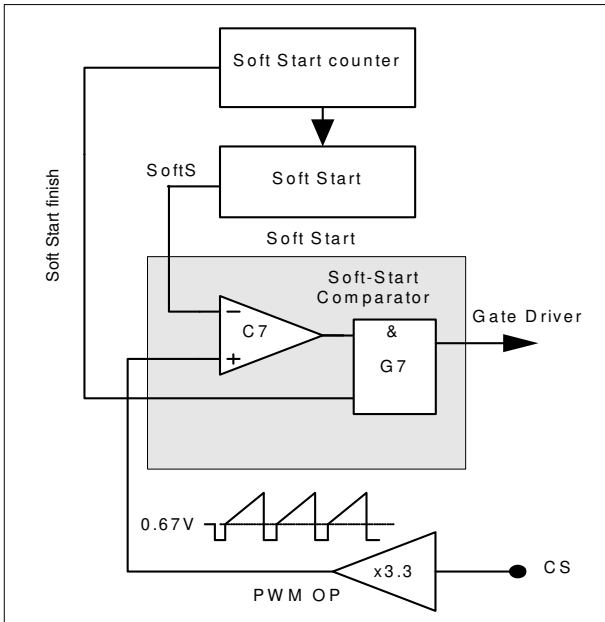 Soft Start counter
SoftS
Soft Start
Soft Start finish
Soft Start
Soft-Start
Comparator
Gate Driver
−
C7
+
&
G7
0.67V
x3.3
CS
PWM OP